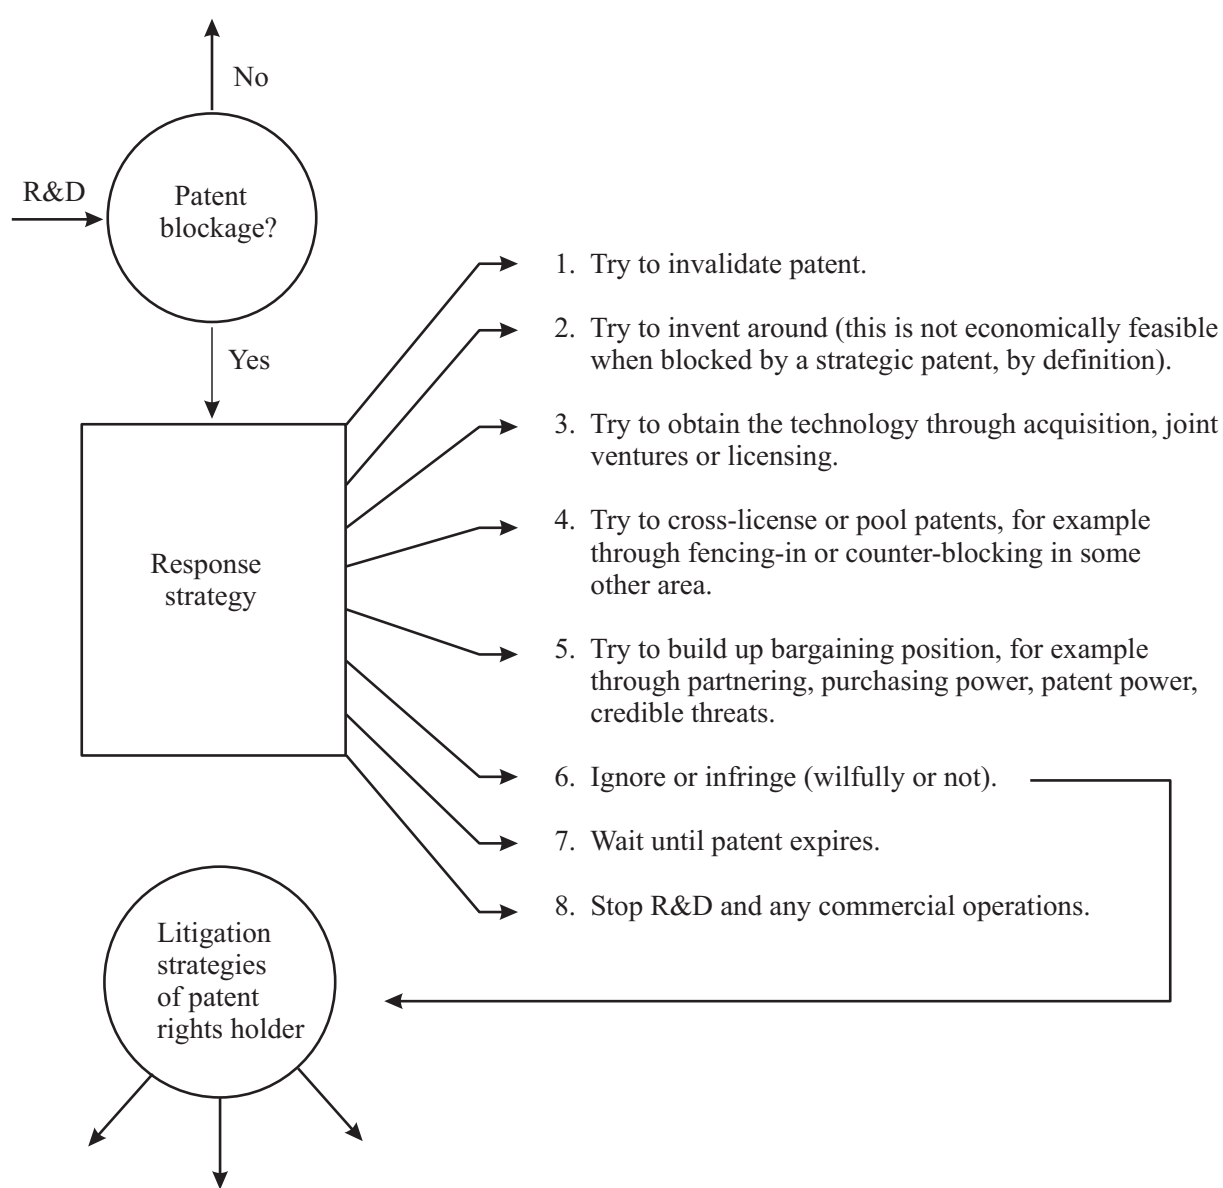 No
R&D
Patent
blockage?
Yes
Response
strategy
1. Try to invalidate patent.
2. Try to invent around (this is not economically feasible
when blocked by a strategic patent, by definition).
3. Try to obtain the technology through acquisition, joint
ventures or licensing.
4. Try to cross-license or pool patents, for example
through fencing-in or counter-blocking in some
other area.
5. Try to build up bargaining position, for example
through partnering, purchasing power, patent power,
credible threats.
6. Ignore or infringe (wilfully or not).
7. Wait until patent expires.
8. Stop R&D and any commercial operations.
Litigation
strategies
of patent
rights holder